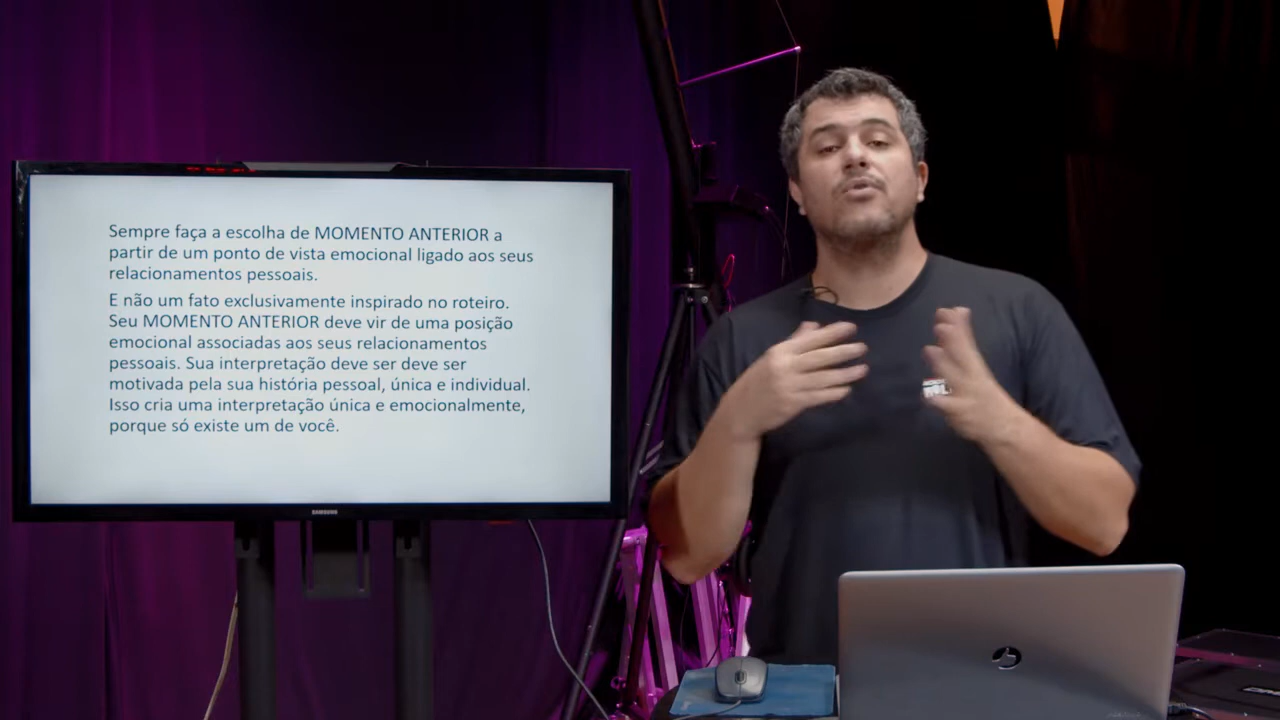 Sempre faça a escolha de MOMENTO ANTERIOR a
partir de um ponto de vista emocional ligado aos seus
relacionamentos pessoais.
E não um fato exclusivamente inspirado no roteiro.
Seu MOMENTO ANTERIOR deve vir de uma posição
emocional associadas aos seus relacionamentos
pessoais. Sua interpretação deve ser deve ser
motivada pela sua história pessoal, única e individual.
Isso cria uma interpretação única e emocionalmente,
porque só existe um de você.
SAMSUNG